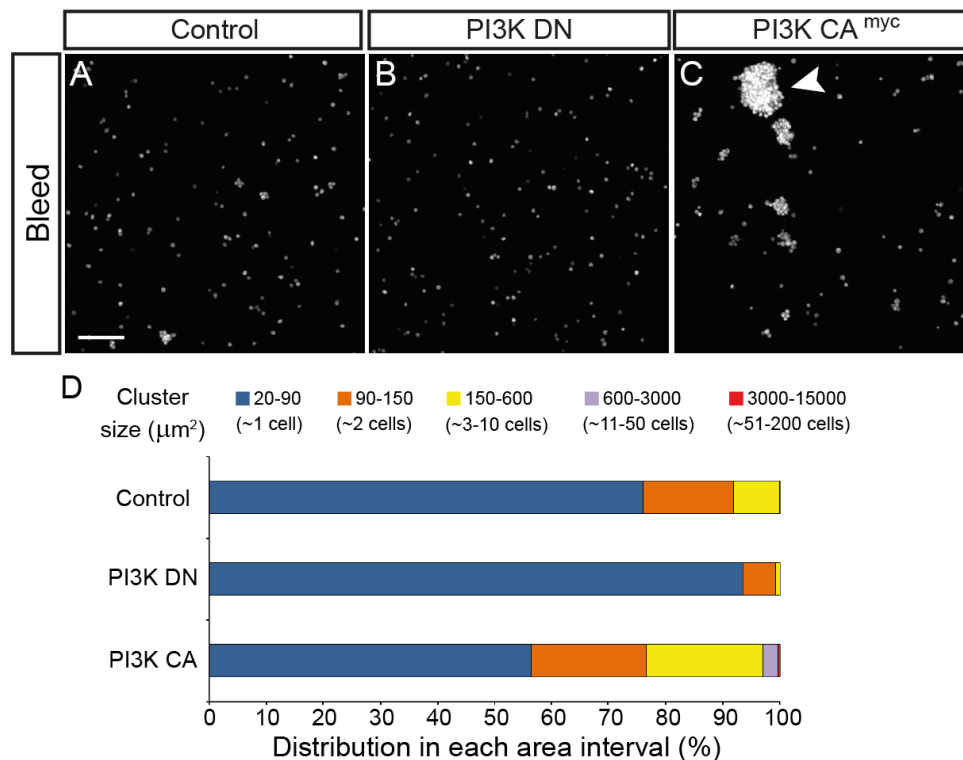 Control
PI3K DN
PI3K CA myc
Bleed
A
B
C
D
Cluster size (μm²)
20-90 (~1 cell)
90-150 (~2 cells)
150-600 (~3-10 cells)
600-3000 (~11-50 cells)
3000-15000 (~51-200 cells)
Control
PI3K DN
PI3K CA
0 10 20 30 40 50 60 70 80 90 100
Distribution in each area interval (%)